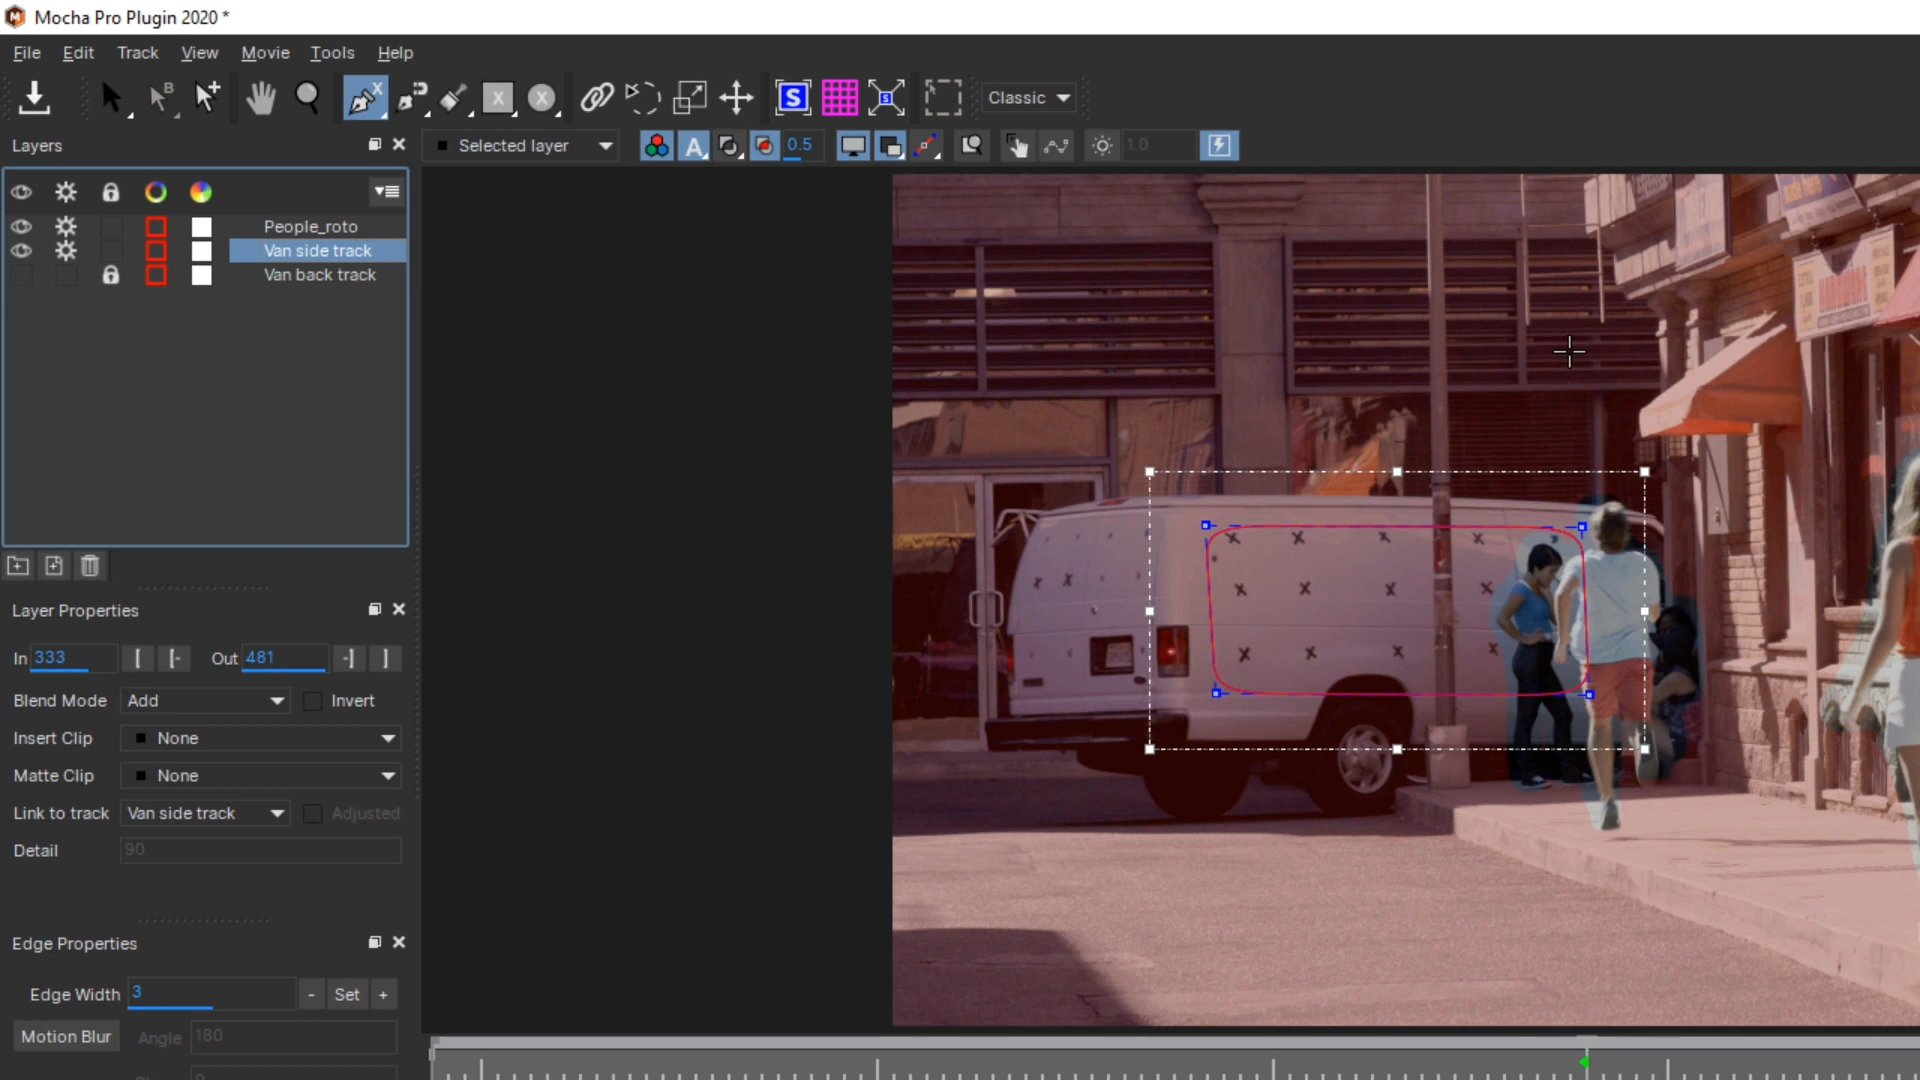 Mocha Pro Plugin 2020 *
File Edit Track View Movie Tools Help
Classic
Layers
Selected layer
0.5
1.0
People_roto
Van side track
Van back track
Layer Properties
In 333 Out 481
Blend Mode Add Invert
Insert Clip None
Matte Clip None
Link to track Van side track Adjusted
Detail 90
Edge Properties
Edge Width 3 - Set +
Motion Blur Angle 180